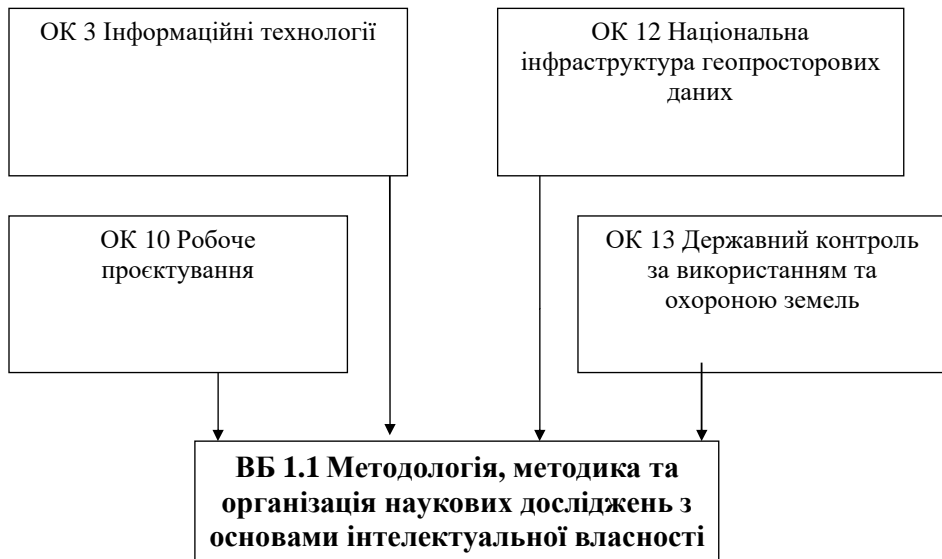 ОК 3 Інформаційні технології
ОК 12 Національна
інфраструктура геопросторових
даних
ОК 10 Робоче
проєктування
ОК 13 Державний контроль
за використанням та
охороною земель
ВБ 1.1 Методологія, методика та
організація наукових досліджень з
основами інтелектуальної власності